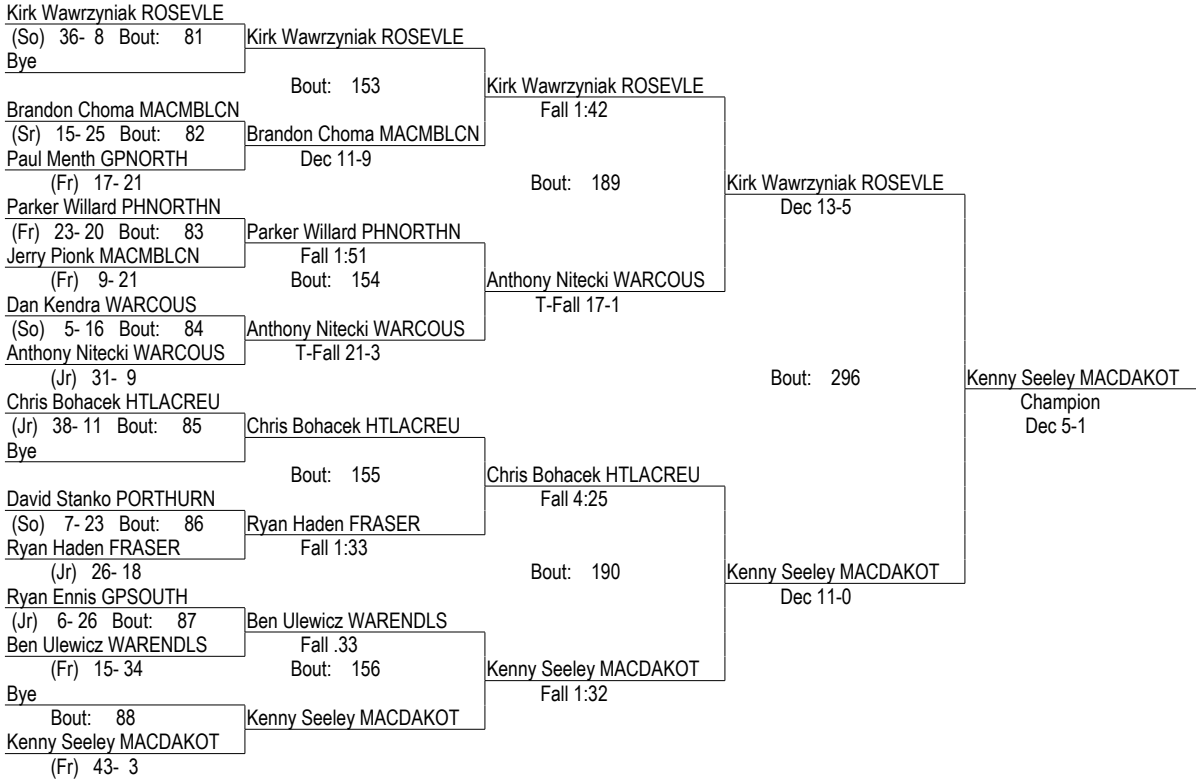 Kirk Wawrzyniak ROSEVLE
(So) 36- 8 Bout: 81
Bye
Brandon Choma MACMBLCN
(Sr) 15- 25 Bout: 82
Paul Menth GPNORTH
(Fr) 17- 21
Parker Willard PHNORTHN
(Fr) 23- 20 Bout: 83
Jerry Pionk MACMBLCN
(Fr) 9- 21
Dan Kendra WARCOUS
(So) 5- 16 Bout: 84
Anthony Nitecki WARCOUS
(Jr) 31- 9
Chris Bohacek HTLACREU
(Jr) 38- 11 Bout: 85
Bye
David Stanko PORTHURN
(So) 7- 23 Bout: 86
Ryan Haden FRASER
(Jr) 26- 18
Ryan Ennis GPSOUTH
(Jr) 6- 26 Bout: 87
Ben Ulewicz WARENDLS
(Fr) 15- 34
Bye
Bout: 88
Kenny Seeley MACDAKOT
(Fr) 43- 3
Kirk Wawrzyniak ROSEVLE
Bout: 153
Brandon Choma MACMBLCN
Dec 11-9
Parker Willard PHNORTHN
Fall 1:51
Bout: 154
Anthony Nitecki WARCOUS
T-Fall 21-3
Chris Bohacek HTLACREU
Bout: 155
Ryan Haden FRASER
Fall 1:33
Ben Ulewicz WARENDLS
Fall .33
Bout: 156
Kenny Seeley MACDAKOT
Kirk Wawrzyniak ROSEVLE
Fall 1:42
Bout: 189
Anthony Nitecki WARCOUS
T-Fall 17-1
Chris Bohacek HTLACREU
Fall 4:25
Bout: 190
Kenny Seeley MACDAKOT
Fall 1:32
Kirk Wawrzyniak ROSEVLE
Dec 13-5
Bout: 296
Kenny Seeley MACDAKOT
Dec 11-0
Kenny Seeley MACDAKOT
Champion
Dec 5-1